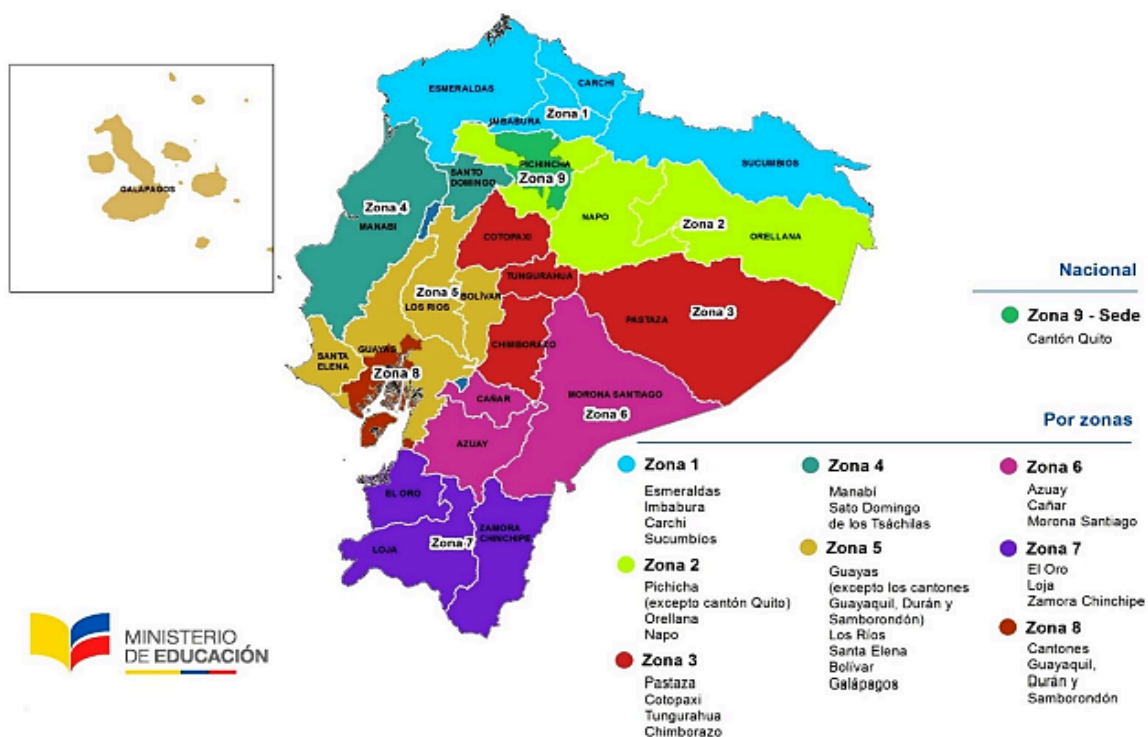 CARCHI
ESMERALDAS
IMBABURA
Zona 1
SUCUMBIOS
PICHINCHA
Zona 9
SANTO
DOMINGO
GALÁPAGOS
Zona 4
MANABI
NAPO
Zona 2
ORELLANA
COTOPAXI
TUNGURAHUA
Zona 5
BOLÍVAR
LOS RIOS
PASTAZA
Zona 3
CHIMBORAZO
SANTA
ELENA
GUAYAS
Zona 8
CAÑAR
MORONA SANTIAGO
Zona 6
AZUAY
EL ORO
LOJA
Zona 7
ZAMORA
CHINCHIPE
Nacional
Zona 9 - Sede
Cantón Quito
Por zonas
Zona 1
Esmeraldas
Imbabura
Carchi
Sucumbíos
Zona 2
Pichicha
(excepto cantón Quito)
Orellana
Napo
Zona 3
Pastaza
Cotopaxi
Tungurahua
Chimborazo
Zona 4
Manabí
Sato Domingo
de los Tsáchilas
Zona 5
Guayas
(excepto los cantones
Guayaquil, Durán y
Samborondón)
Los Ríos
Santa Elena
Bolívar
Galápagos
Zona 6
Azuay
Cañar
Morona Santiago
Zona 7
El Oro
Loja
Zamora Chinchipe
Zona 8
Cantones
Guayaquil,
Durán y
Samborondón
MINISTERIO
DE EDUCACIÓN